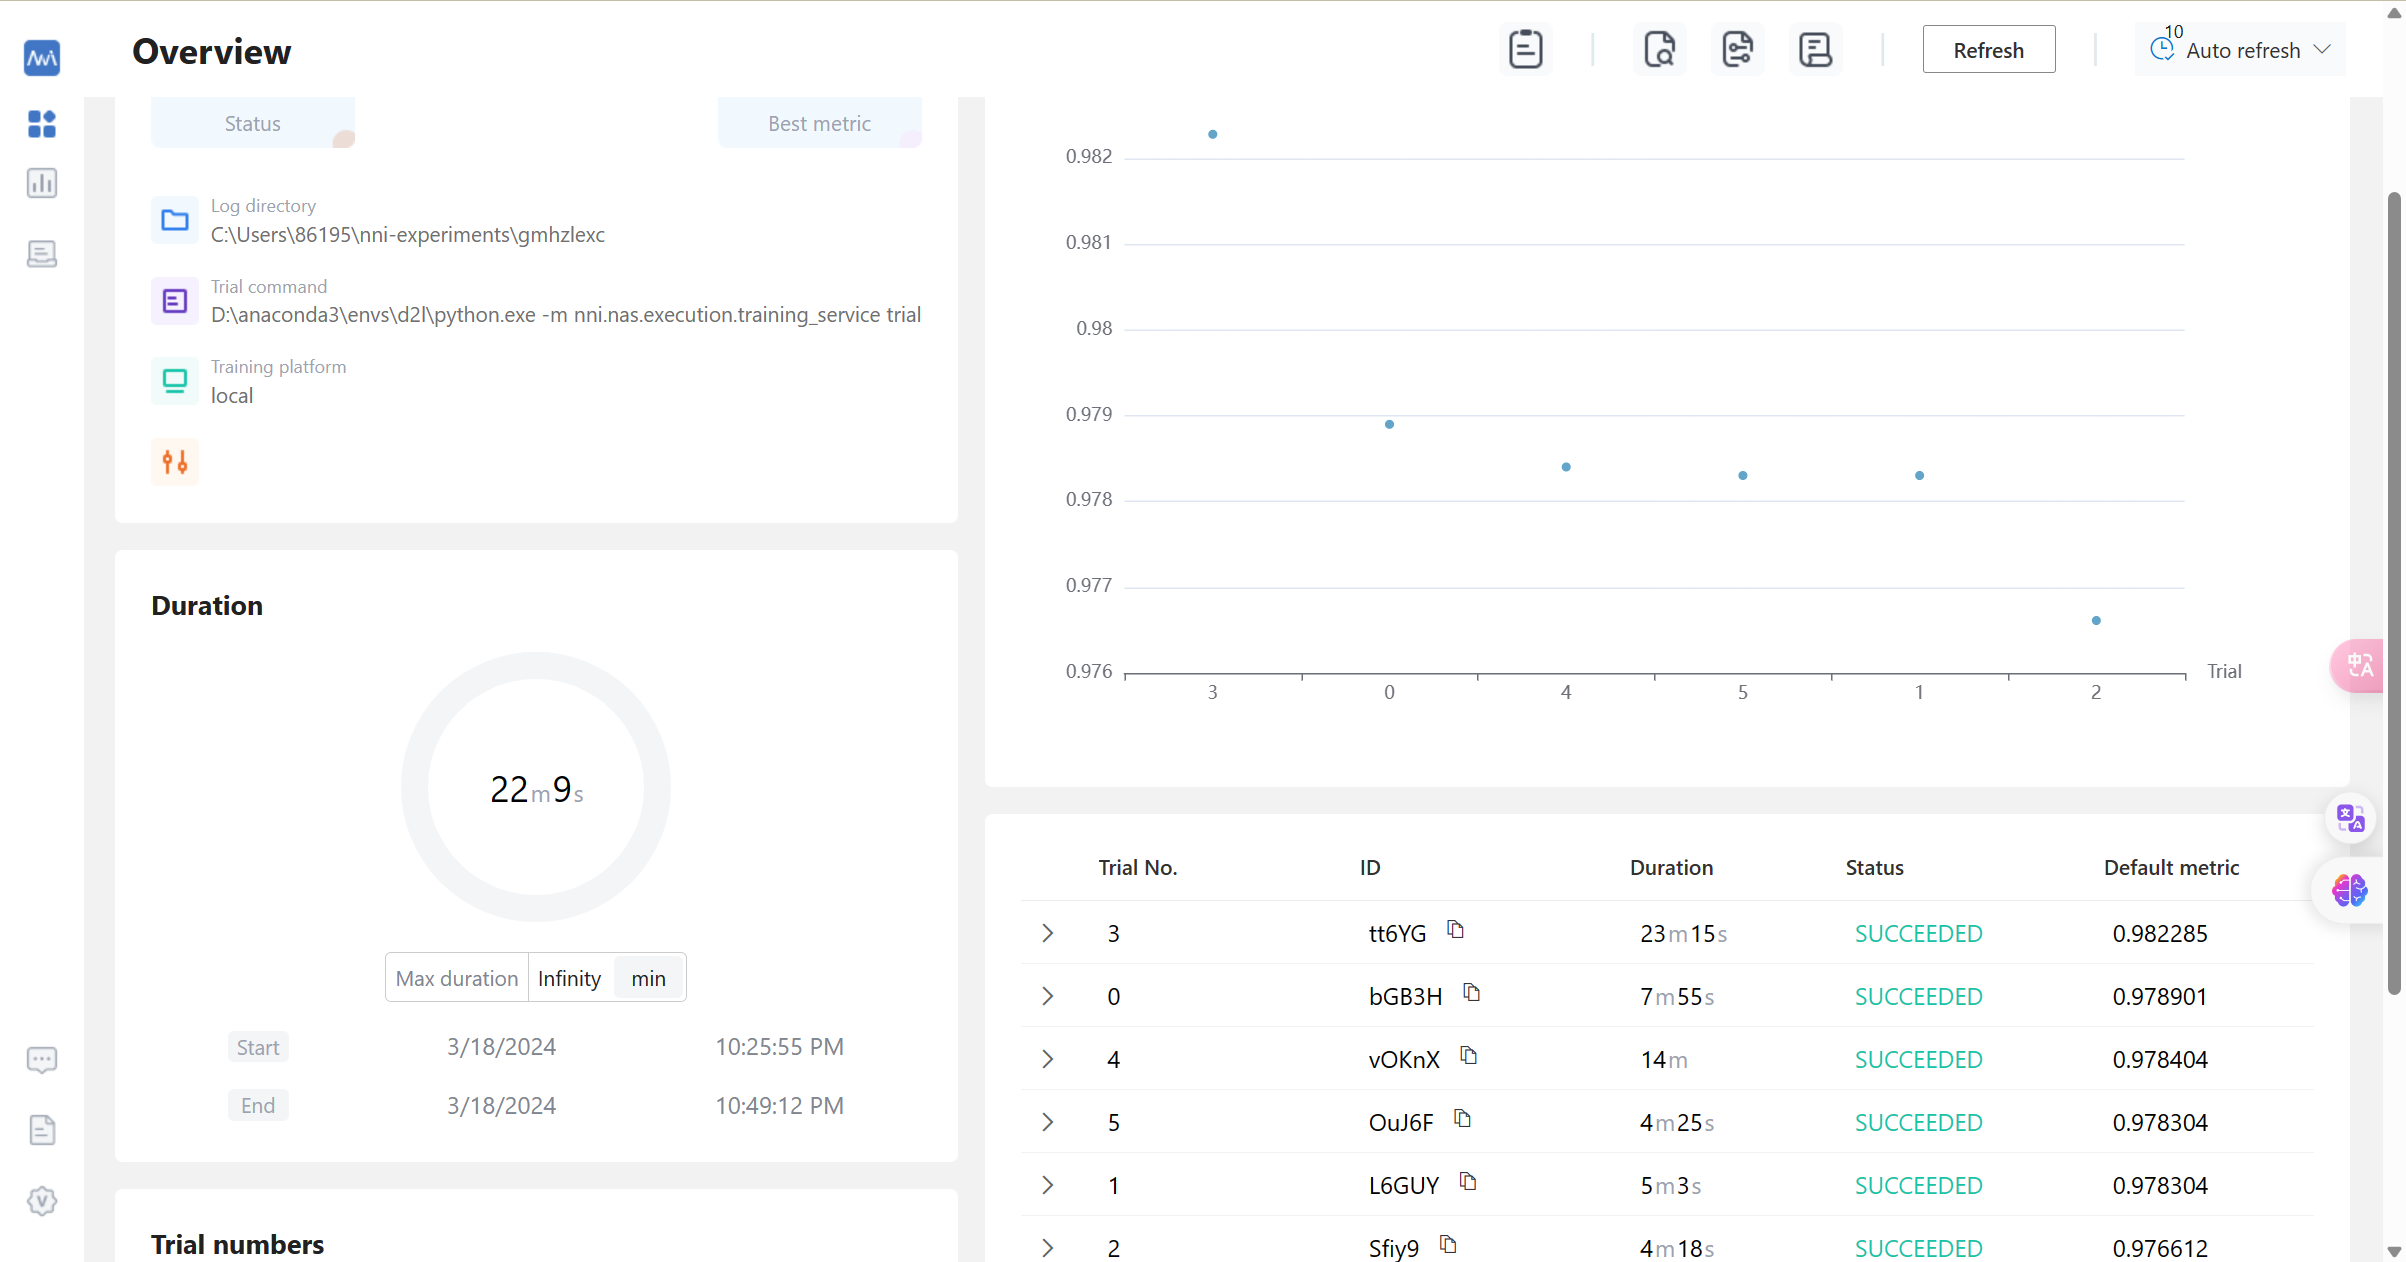 Overview
Refresh
10
Auto refresh
Status
Best metric
Log directory
C:\Users\86195\nni-experiments\gmhzlexc
Trial command
D:\anaconda3\envs\d2l\python.exe -m nni.nas.execution.training_service trial
Training platform
local
Duration
22m9s
Max duration Infinity min
Start 3/18/2024 10:25:55 PM
End 3/18/2024 10:49:12 PM
Trial numbers
0.982
0.981
0.98
0.979
0.978
0.977
0.976
3 0 4 5 1 2
Trial
Trial No. ID Duration Status Default metric
3 tt6YG 23m15s SUCCEEDED 0.982285
0 bGB3H 7m55s SUCCEEDED 0.978901
4 vOKnX 14m SUCCEEDED 0.978404
5 OuJ6F 4m25s SUCCEEDED 0.978304
1 L6GUY 5m3s SUCCEEDED 0.978304
2 Sfiy9 4m18s SUCCEEDED 0.976612
中A
文A
V